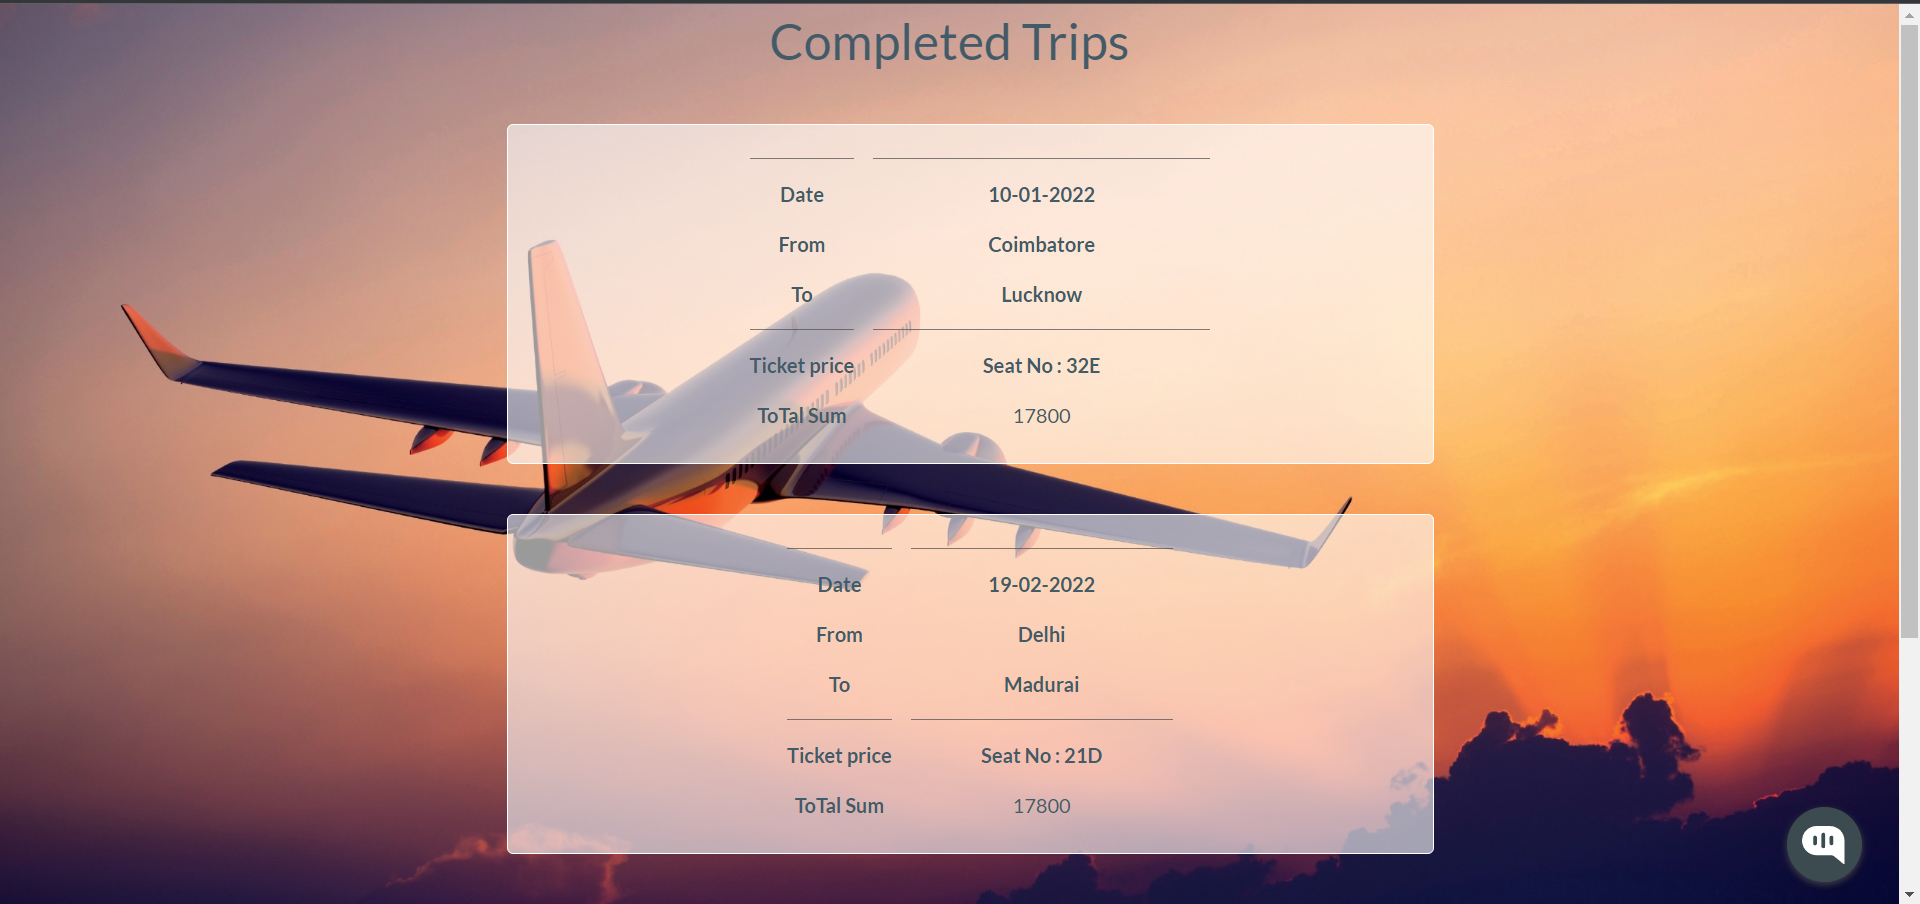 Completed Trips
Date 10-01-2022
From Coimbatore
To Lucknow
Ticket price Seat No : 32E
ToTal Sum 17800
Date 19-02-2022
From Delhi
To Madurai
Ticket price Seat No : 21D
ToTal Sum 17800